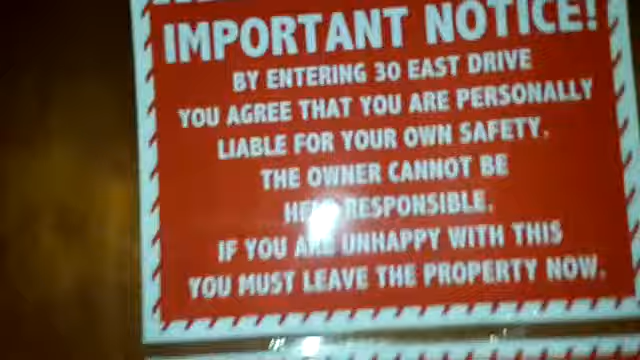 IMPORTANT NOTICE!
BY ENTERING 30 EAST DRIVE
YOU AGREE THAT YOU ARE PERSONALLY
LIABLE FOR YOUR OWN SAFETY.
THE OWNER CANNOT BE
HELD RESPONSIBLE.
IF YOU ARE UNHAPPY WITH THIS
YOU MUST LEAVE THE PROPERTY NOW.